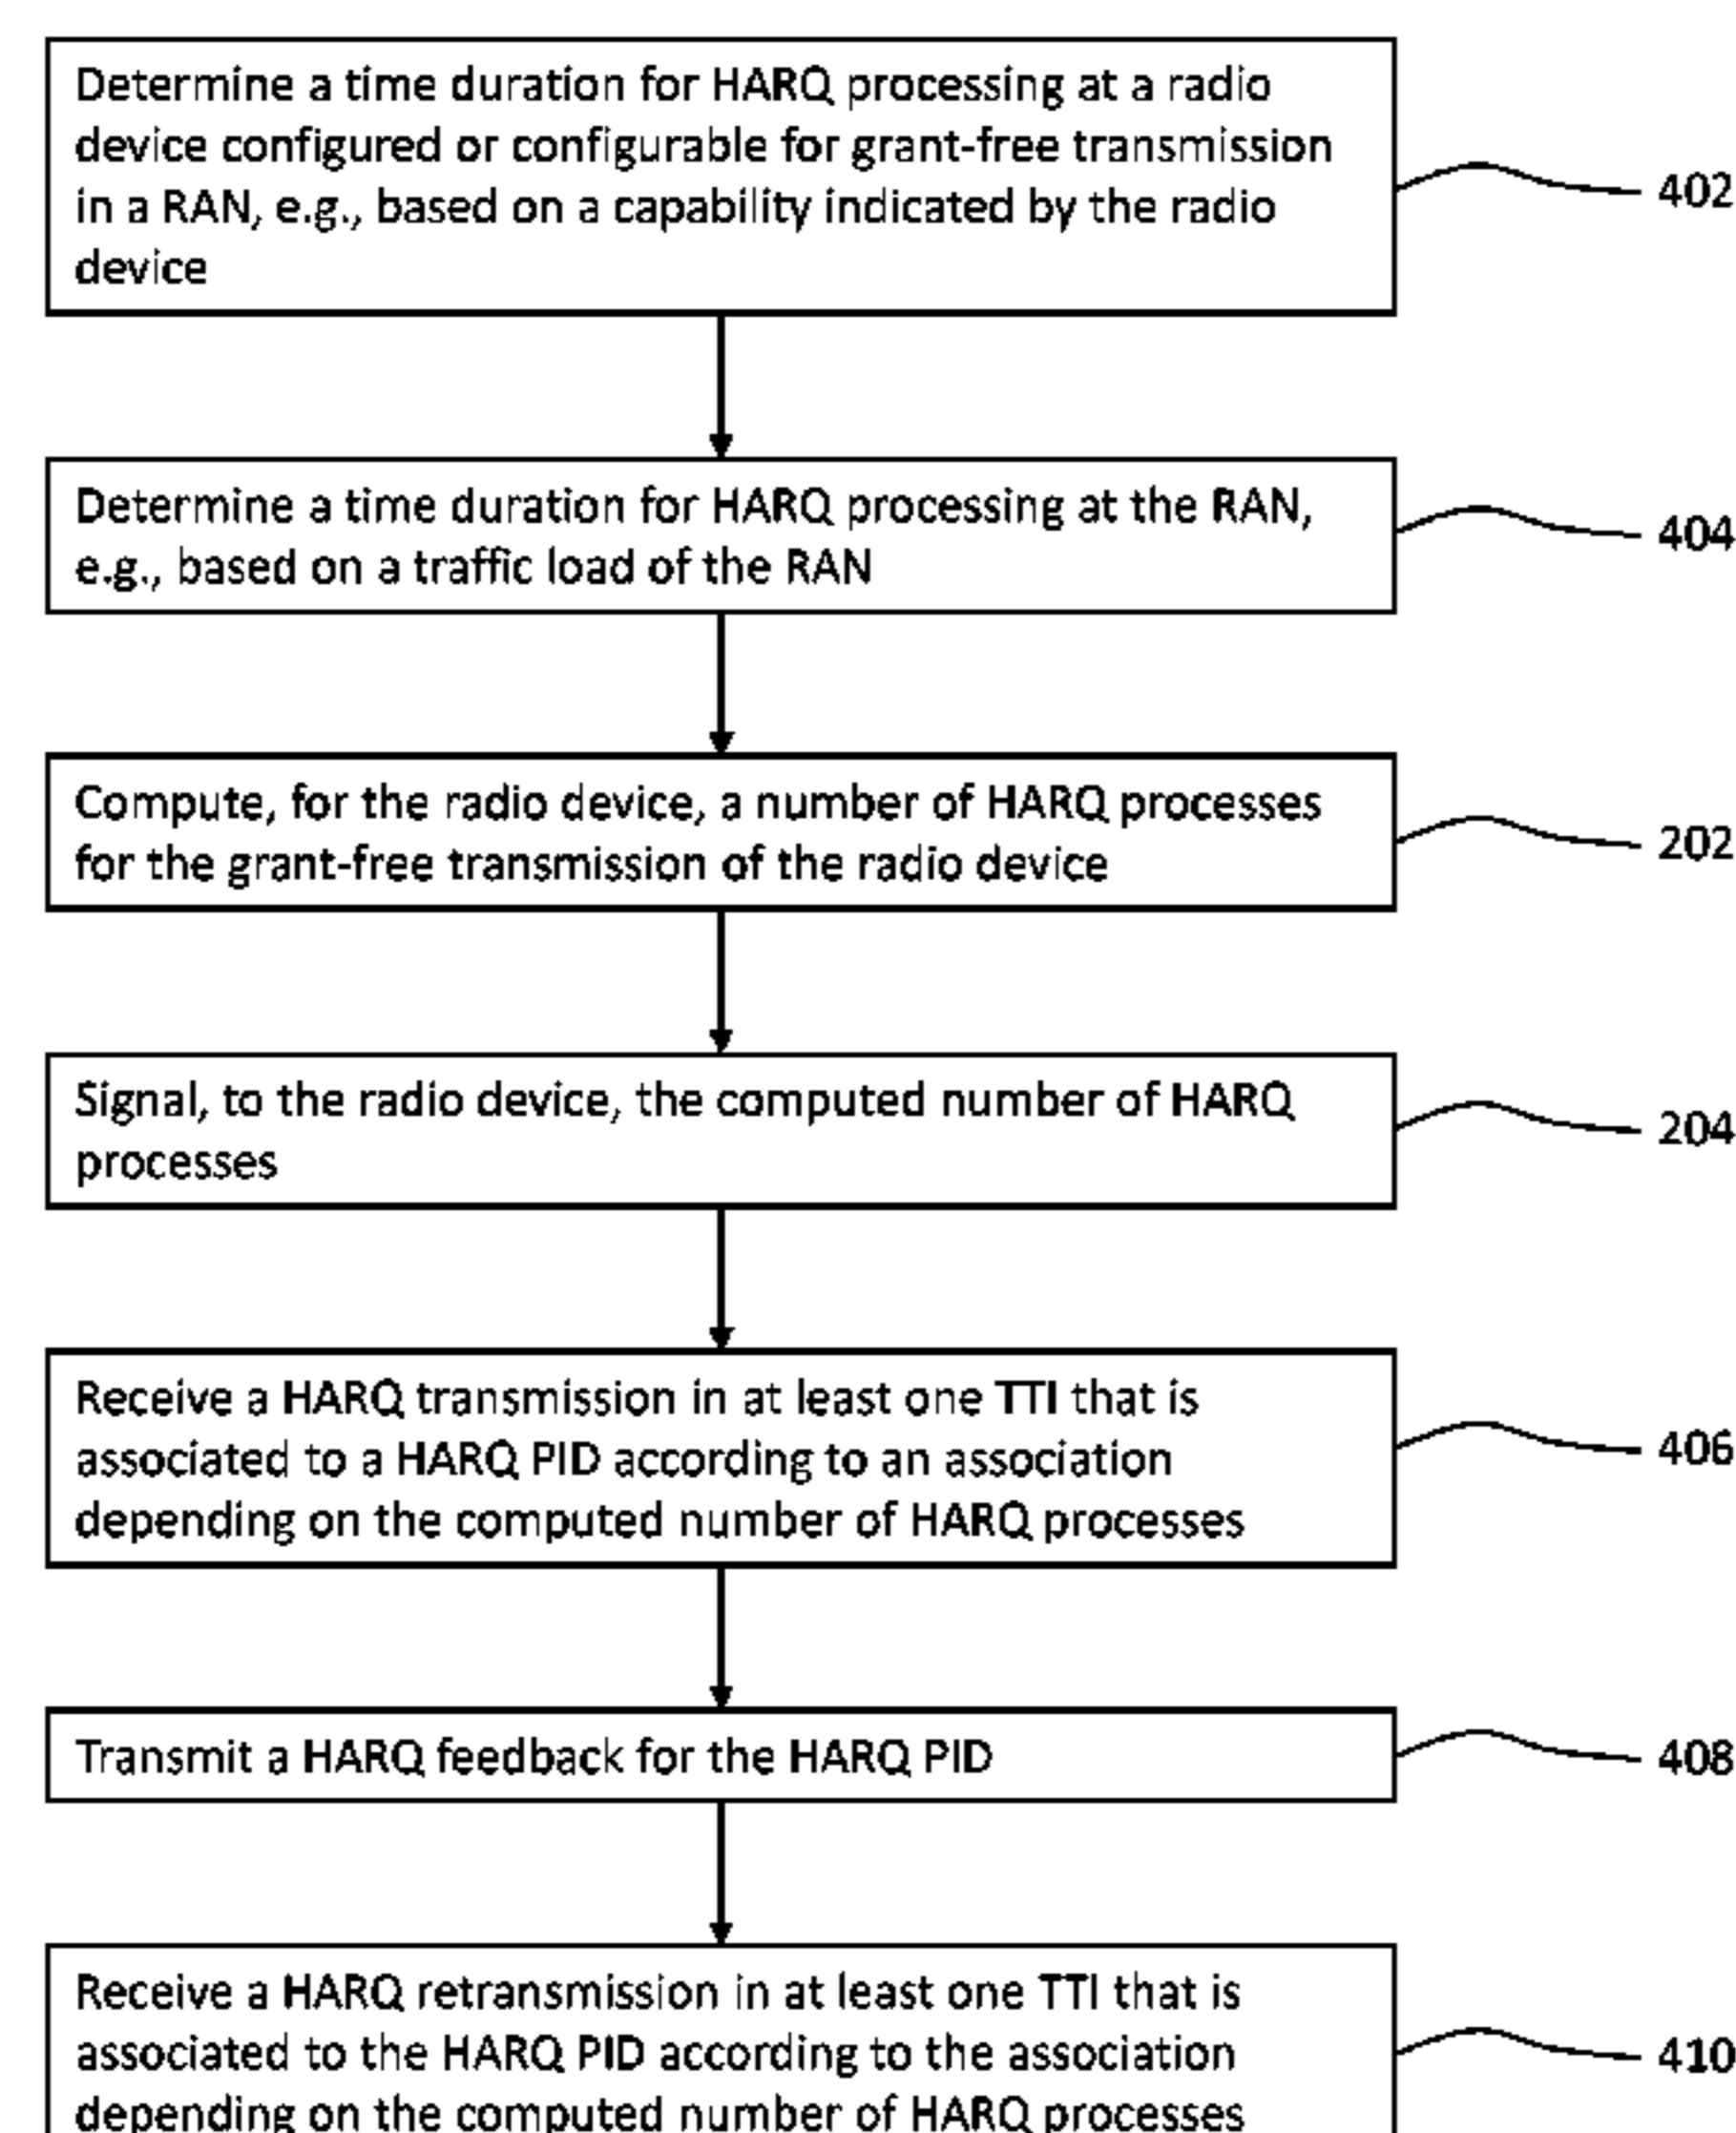 Determine a time duration for HARQ processing at a radio
device configured or configurable for grant-free transmission
in a RAN, e.g., based on a capability indicated by the radio
device
402
Determine a time duration for HARQ processing at the RAN,
e.g., based on a traffic load of the RAN
404
Compute, for the radio device, a number of HARQ processes
for the grant-free transmission of the radio device
202
Signal, to the radio device, the computed number of HARQ
processes
204
Receive a HARQ transmission in at least one TTI that is
associated to a HARQ PID according to an association
depending on the computed number of HARQ processes
406
Transmit a HARQ feedback for the HARQ PID
408
Receive a HARQ retransmission in at least one TTI that is
associated to the HARQ PID according to the association
depending on the computed number of HARQ processes
410